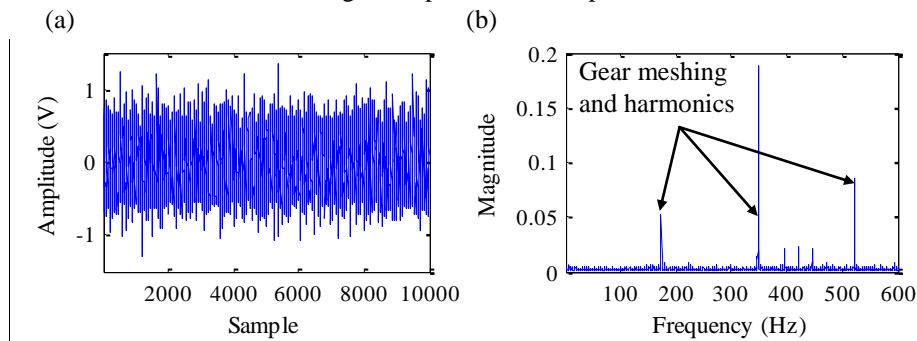 (a)
(b)
Amplitude (V)
1
0
-1
2000 4000 6000 8000 10000
Sample
Magnitude
0.2
0.15
0.10
0.05
0
Gear meshing
and harmonics
100 200 300 400 500 600
Frequency (Hz)